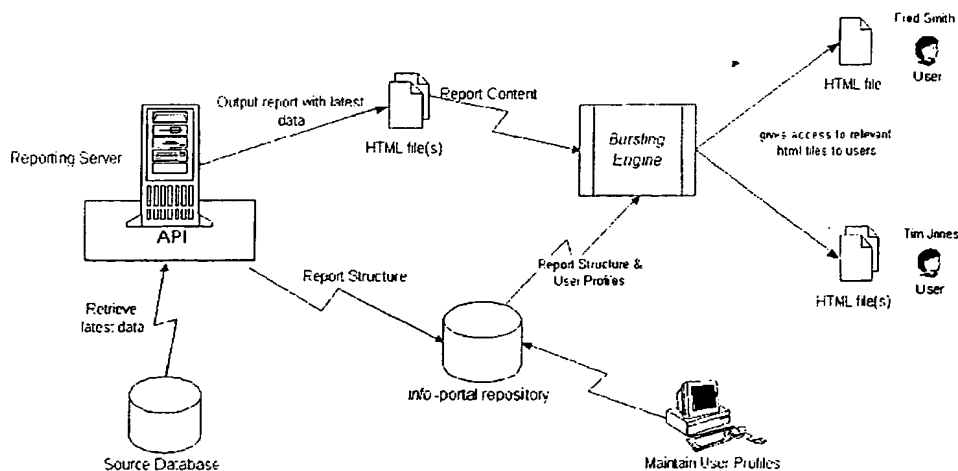 Fred Smith
User
HTML file
Output report with latest
data
Report Content
HTML file(s)
Bursting
Engine
gives access to relevant
html files to users
Reporting Server
API
Report Structure
Report Structure &
User Profiles
Tim Jones
User
HTML file(s)
Retrieve
latest data
info-portal repository
Source Database
Maintain User Profiles